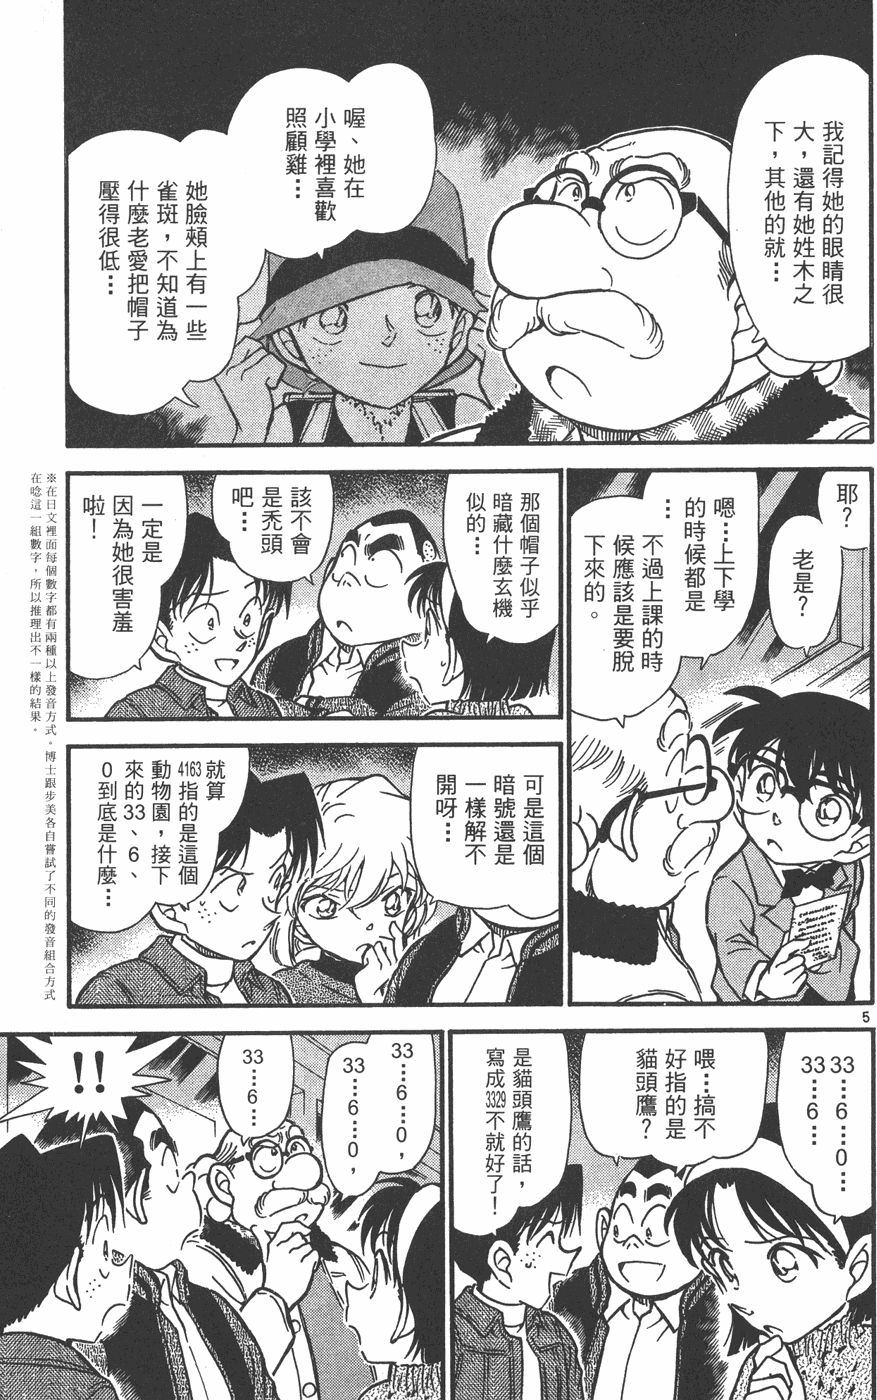 我記得她的眼睛很
大，還有她姓木之
下，其他的就…
喔、她在
小學裡喜歡
照顧雞…
她臉頰上有一些
雀斑，不知道為
什麼老愛把帽子
壓得很低…
耶？
老是？
嗯…上下學
的時候都是
…
不過上課的時
候應該是要脫
下來的。
那個帽子似乎
暗藏什麼玄機
似的…
該不會
是禿頭
吧…
一定是
因為她很害羞
啦！
可是這個
暗號還是
一樣解不
開呀…
就算
4163指的是這個
動物園，接下
來的33、6、
0到底是什麼…
※在日文裡面每個數字都有兩種以上發音方式。博士跟步美各自嘗試了不同的發音組合方式
在唸這一組數字，所以推理出不一樣的結果。
5
33…6…0…
33…6…
喂…搞不
好指的是
貓頭鷹？
是貓頭鷹的話，
寫成3329不就好了！
33…6…0，
33…6…0，
33…6…
!!